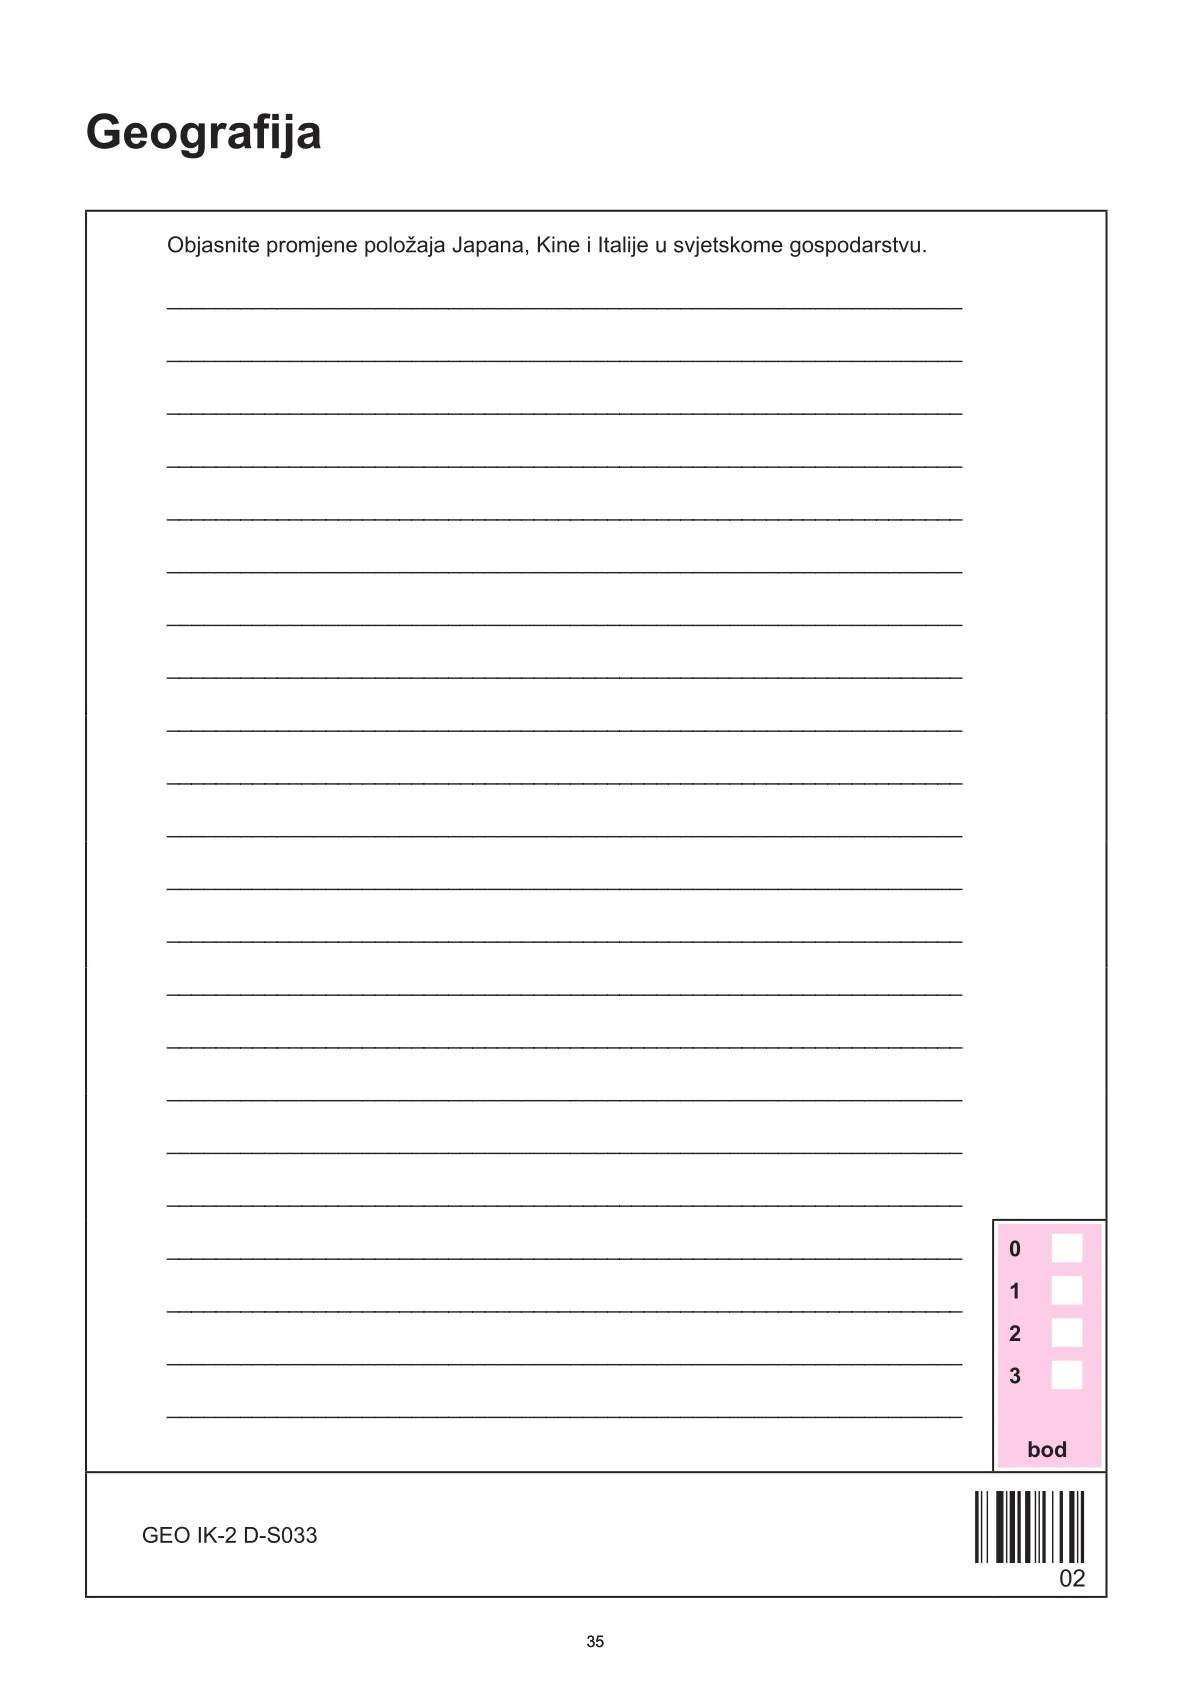 Geografija
Objasnite promjene položaja Japana, Kine i Italije u svjetskome gospodarstvu.
0
1
2
3
bod
GEO IK-2 D-S033
02
35